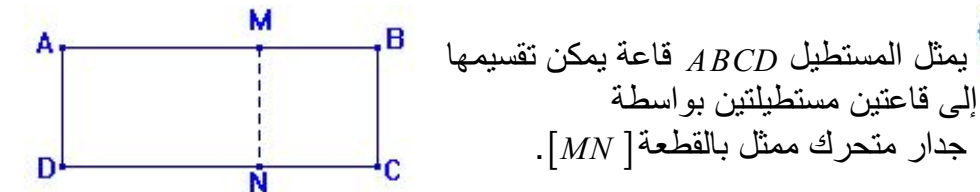 M
A B
D N C
يمثل المستطيل ABCD قاعة يمكن تقسيمها
إلى قاعتين مستطيلتين بواسطة
جدار متحرك ممثل بالقطعة [MN].